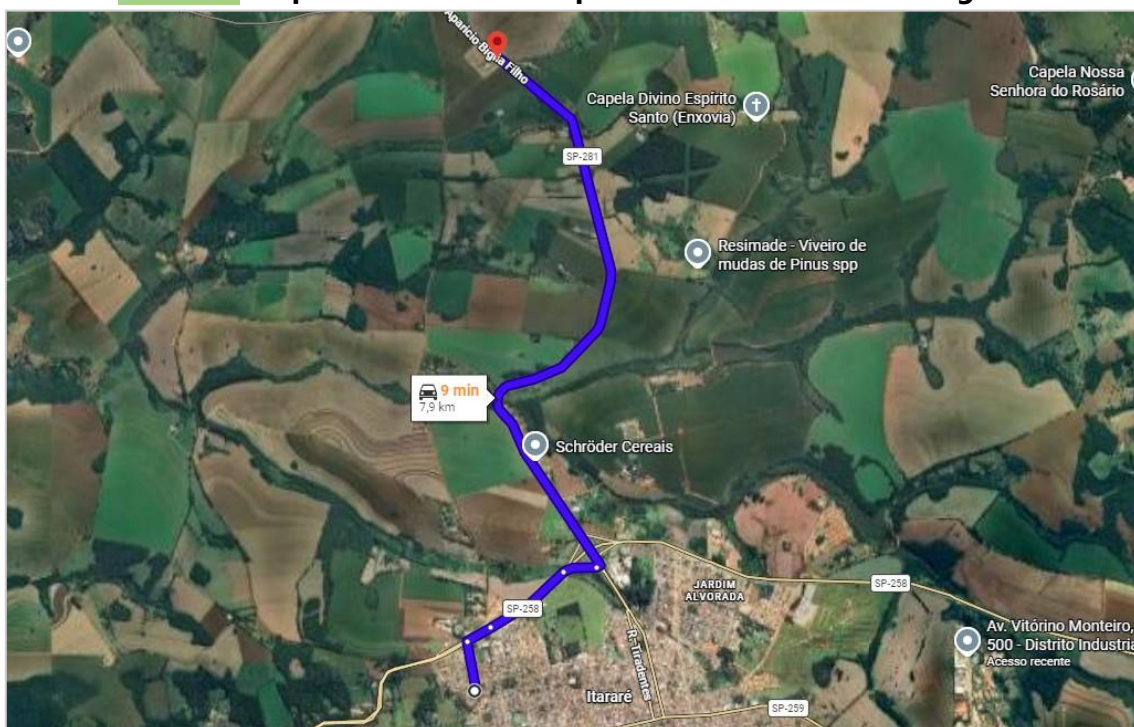 Aparício Biglia Filho
Capela Nossa
Senhora do Rosário
Capela Divino Espírito
Santo (Enxovia)
SP-281
Resimade - Viveiro de
mudas de Pinus spp
9 min
7,9 km
Schröder Cereais
JARDIM
ALVORADA
SP-258
SP-258
Av. Vitórino Monteiro,
500 - Distrito Industria
Acesso recente
R. Tiradentes
Itararé
SP-259